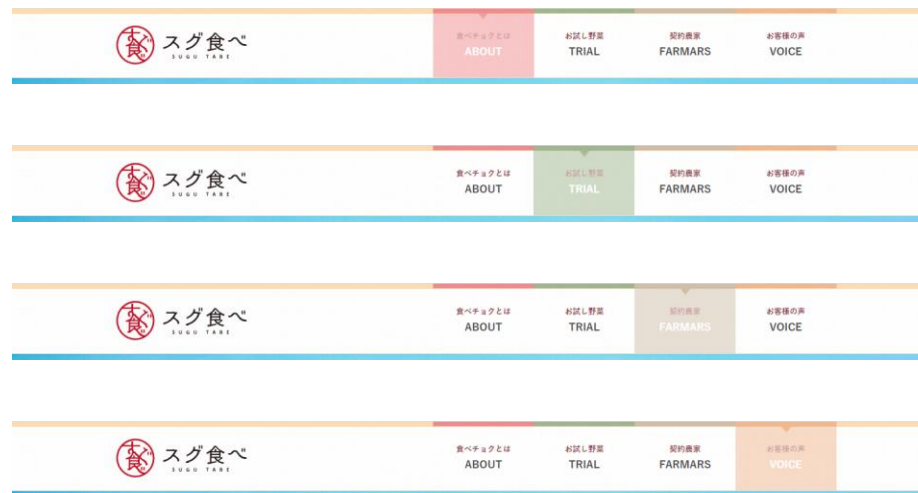 スグ食べ
SUGU TABE
食べチョクとは
ABOUT
お試し野菜
TRIAL
契約農家
FARMARS
お客様の声
VOICE
スグ食べ
SUGU TABE
食べチョクとは
ABOUT
お試し野菜
TRIAL
契約農家
FARMARS
お客様の声
VOICE
スグ食べ
SUGU TABE
食べチョクとは
ABOUT
お試し野菜
TRIAL
契約農家
FARMARS
お客様の声
VOICE
スグ食べ
SUGU TABE
食べチョクとは
ABOUT
お試し野菜
TRIAL
契約農家
FARMARS
お客様の声
VOICE